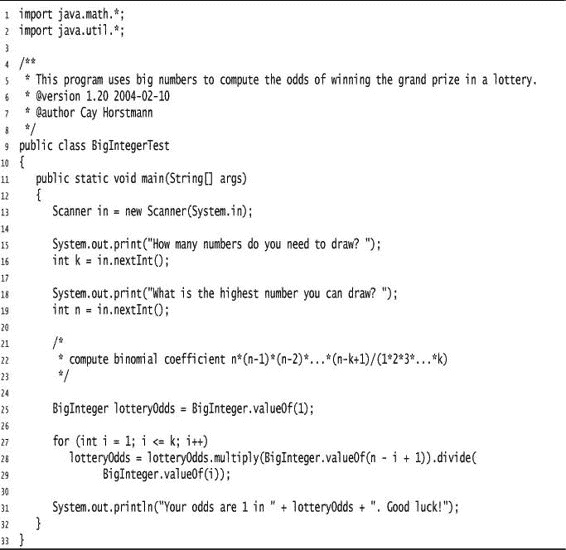 1 import java.math.*;
2 import java.util.*;
3
4 /**
5  * This program uses big numbers to compute the odds of winning the grand prize in a lottery.
6  * @version 1.20 2004-02-10
7  * @author Cay Horstmann
8  */
9 public class BigIntegerTest
10 {
11    public static void main(String[] args)
12    {
13       Scanner in = new Scanner(System.in);
14
15       System.out.print("How many numbers do you need to draw? ");
16       int k = in.nextInt();
17
18       System.out.print("What is the highest number you can draw? ");
19       int n = in.nextInt();
20
21       /*
22        * compute binomial coefficient n*(n-1)*(n-2)*...*(n-k+1)/(1*2*3*...*k)
23        */
24
25       BigInteger lotteryOdds = BigInteger.valueOf(1);
26
27       for (int i = 1; i <= k; i++)
28          lotteryOdds = lotteryOdds.multiply(BigInteger.valueOf(n - i + 1)).divide(
29                BigInteger.valueOf(i));
30
31       System.out.println("Your odds are 1 in " + lotteryOdds + ". Good luck!");
32    }
33 }